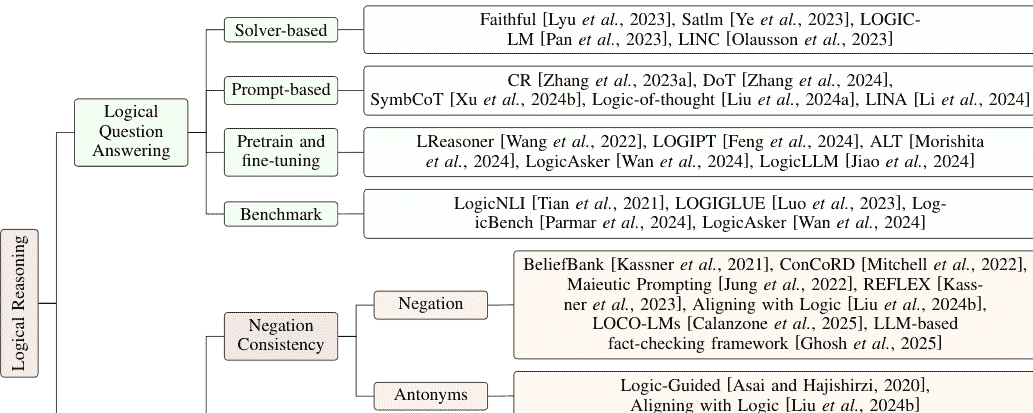 Solver-based
Faithful [Lyu et al., 2023], Satlm [Ye et al., 2023], LOGIC-
LM [Pan et al., 2023], LINC [Olausson et al., 2023]
Prompt-based
CR [Zhang et al., 2023a], DoT [Zhang et al., 2024],
SymbCoT [Xu et al., 2024b], Logic-of-thought [Liu et al., 2024a], LINA [Li et al., 2024]
Logical
Question
Answering
Pretrain and
fine-tuning
LReasoner [Wang et al., 2022], LOGIPT [Feng et al., 2024], ALT [Morishita
et al., 2024], LogicAsker [Wan et al., 2024], LogicLLM [Jiao et al., 2024]
Benchmark
LogicNLI [Tian et al., 2021], LOGIGLUE [Luo et al., 2023], Log-
icBench [Parmar et al., 2024], LogicAsker [Wan et al., 2024]
Logical Reasoning
Negation
Consistency
Negation
BeliefBank [Kassner et al., 2021], ConCoRD [Mitchell et al., 2022],
Maieutic Prompting [Jung et al., 2022], REFLEX [Kass-
ner et al., 2023], Aligning with Logic [Liu et al., 2024b],
LOCO-LMs [Calanzone et al., 2025], LLM-based
fact-checking framework [Ghosh et al., 2025]
Antonyms
Logic-Guided [Asai and Hajishirzi, 2020],
Aligning with Logic [Liu et al., 2024b]